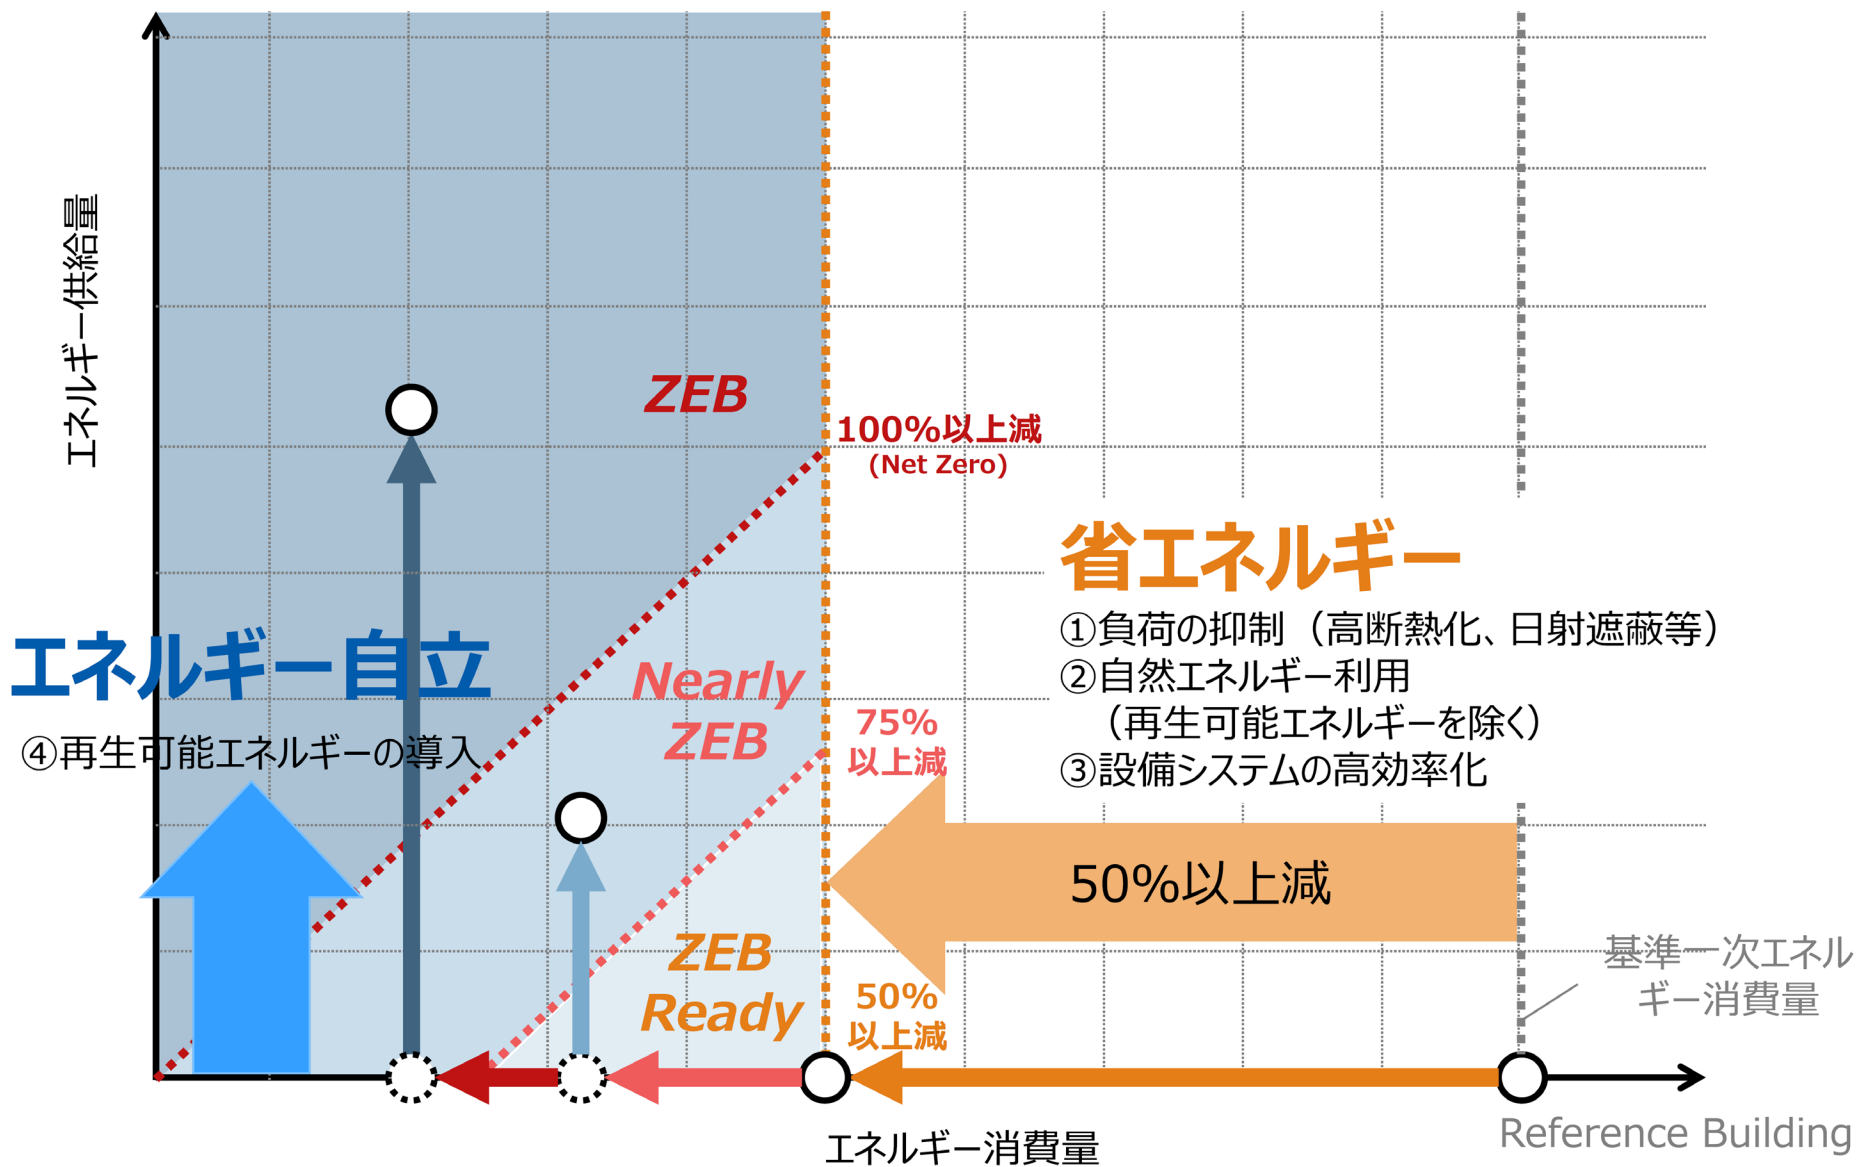 エネルギー供給量
ZEB
100%以上減
(Net Zero)
省エネルギー
①負荷の抑制（高断熱化、日射遮蔽等）
②自然エネルギー利用
（再生可能エネルギーを除く）
③設備システムの高効率化
エネルギー自立
④再生可能エネルギーの導入
Nearly
ZEB
75%
以上減
50%以上減
ZEB
Ready
50%
以上減
基準一次エネル
ギー消費量
エネルギー消費量
Reference Building